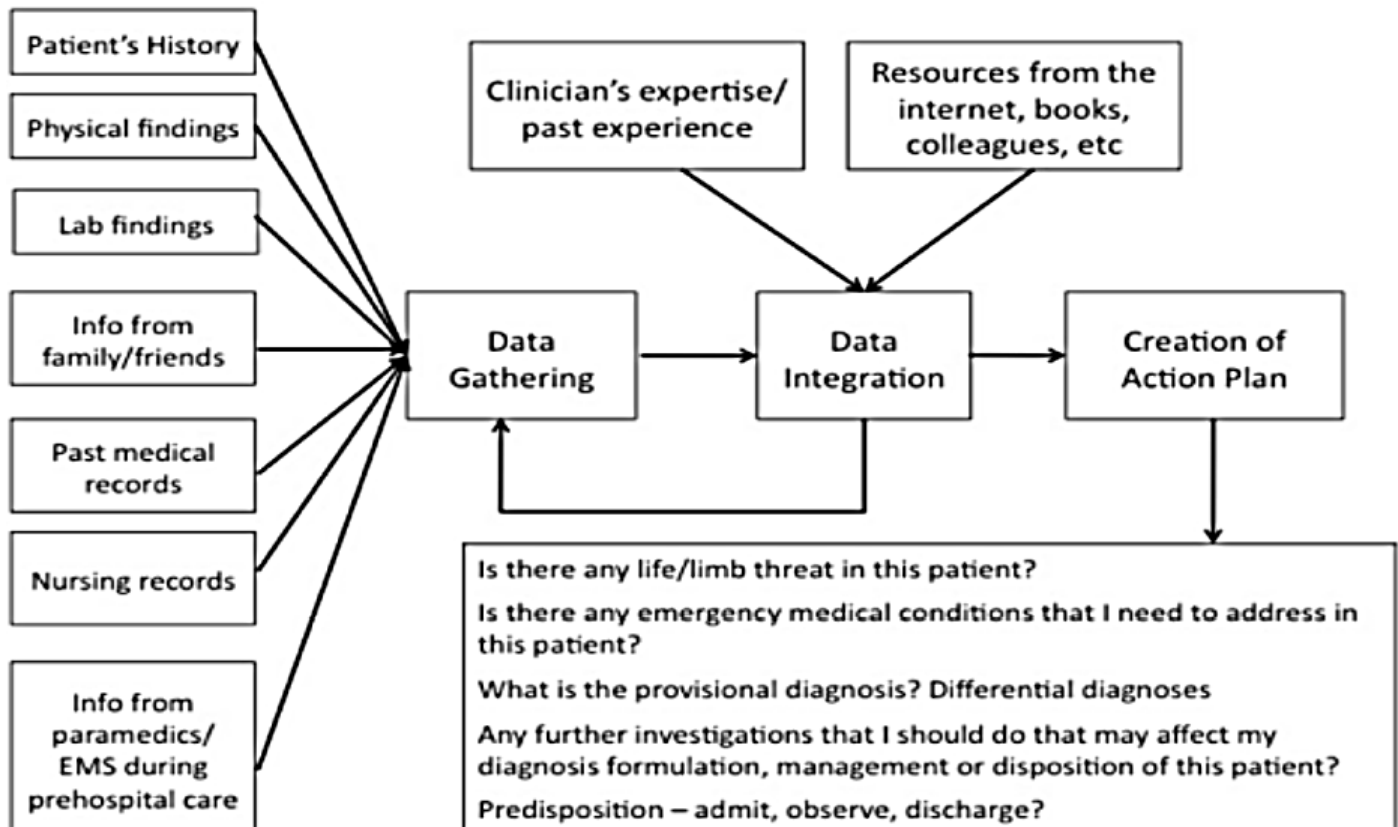 Patient's History
Physical findings
Lab findings
Info from
family/friends
Past medical
records
Nursing records
Info from
paramedics/
EMS during
prehospital care
Clinician's expertise/
past experience
Resources from the
internet, books,
colleagues, etc
Data
Gathering
Data
Integration
Creation of
Action Plan
Is there any life/limb threat in this patient?
Is there any emergency medical conditions that I need to address in
this patient?
What is the provisional diagnosis? Differential diagnoses
Any further investigations that I should do that may affect my
diagnosis formulation, management or disposition of this patient?
Predisposition – admit, observe, discharge?